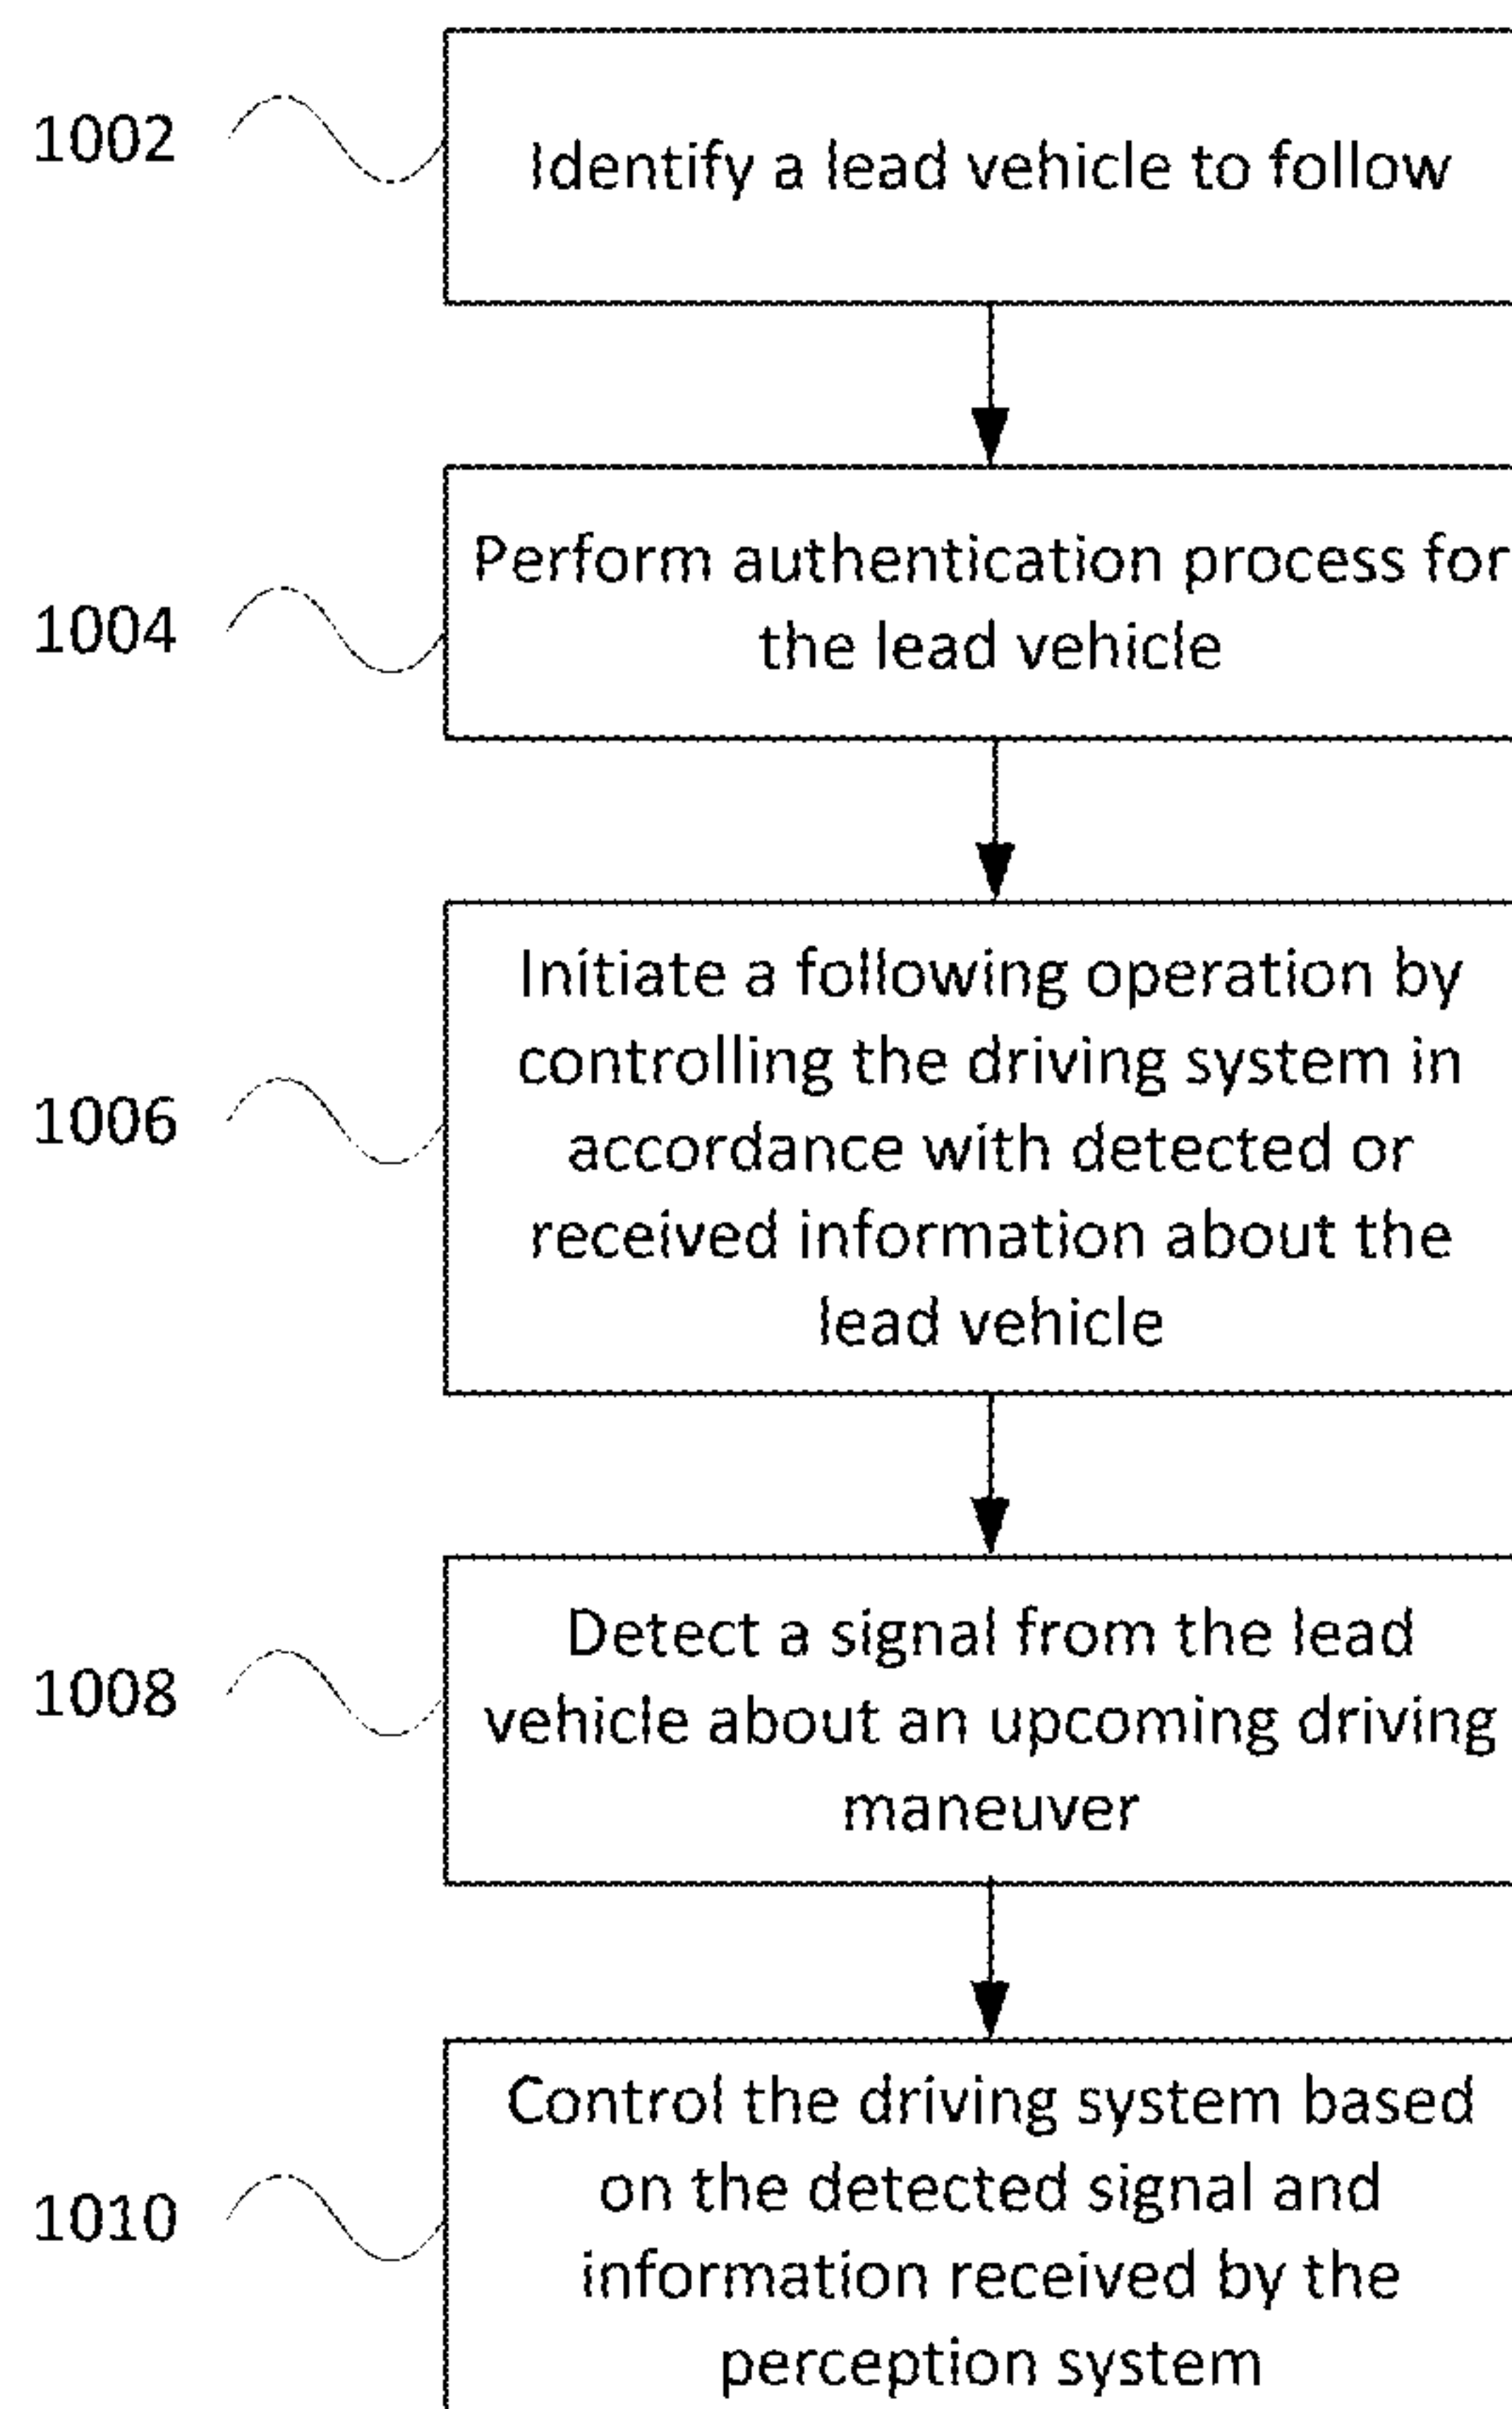 1002
Identify a lead vehicle to follow
1004
Perform authentication process for
the lead vehicle
1006
Initiate a following operation by
controlling the driving system in
accordance with detected or
received information about the
lead vehicle
1008
Detect a signal from the lead
vehicle about an upcoming driving
maneuver
1010
Control the driving system based
on the detected signal and
information received by the
perception system